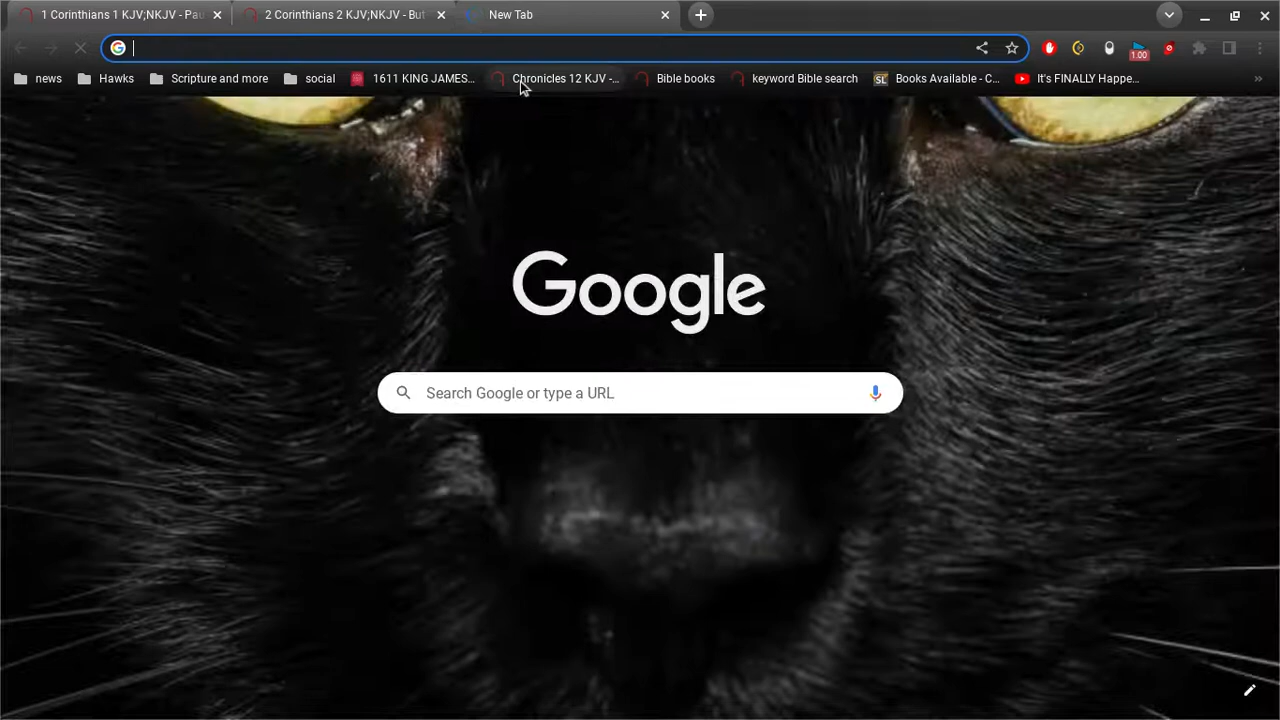 1 Corinthians 1 KJV;NKJV - Pau
2 Corinthians 2 KJV;NKJV - But
New Tab
1.00
news
Hawks
Scripture and more
social
1611 KING JAMES...
Chronicles 12 KJV -...
Bible books
keyword Bible search
SL
Books Available - C...
It's FINALLY Happe...
Google
Search Google or type a URL